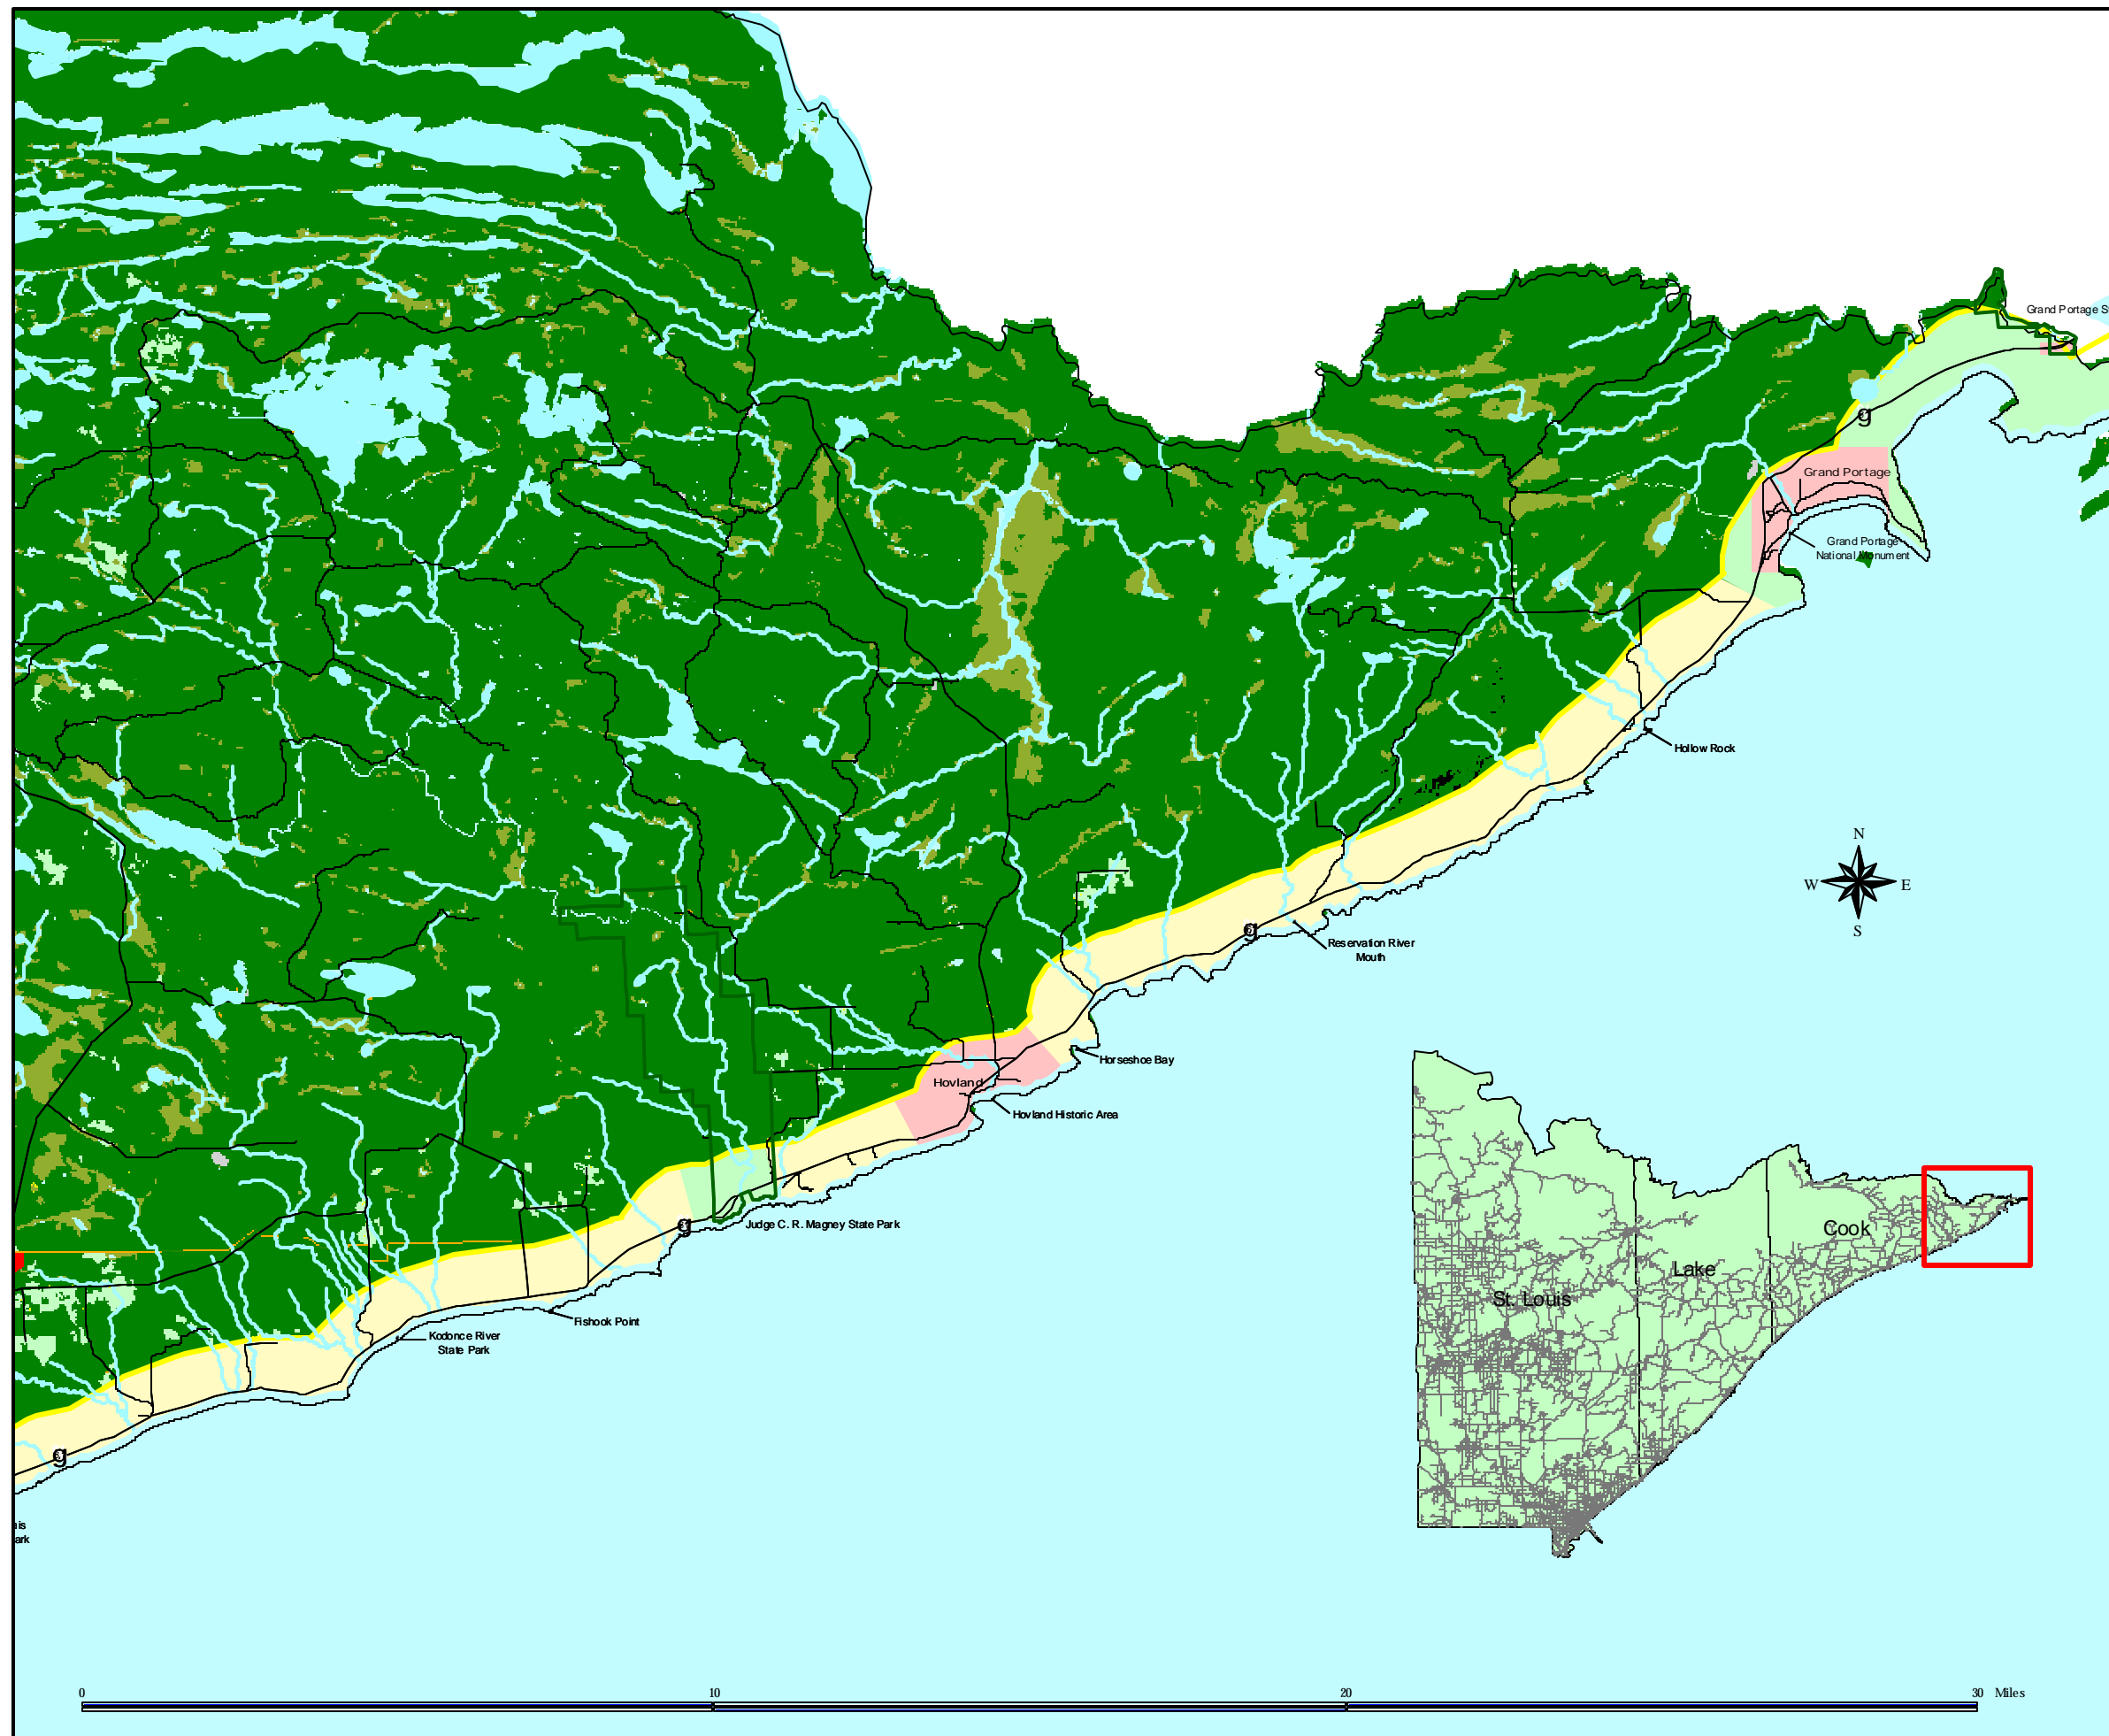 Grand Portage S
g
Grand Portage
Grand Portage
National Monument
Hollow Rock
N
W E
S
g
Reservation River
Mouth
Horseshoe Bay
Hovland
Hovland Historic Area
g
Judge C. R. Magney State Park
Fishook Point
Kodonce River
State Park
g
Cook
Lake
St. Louis
is
ark
0 10 20 30 Miles